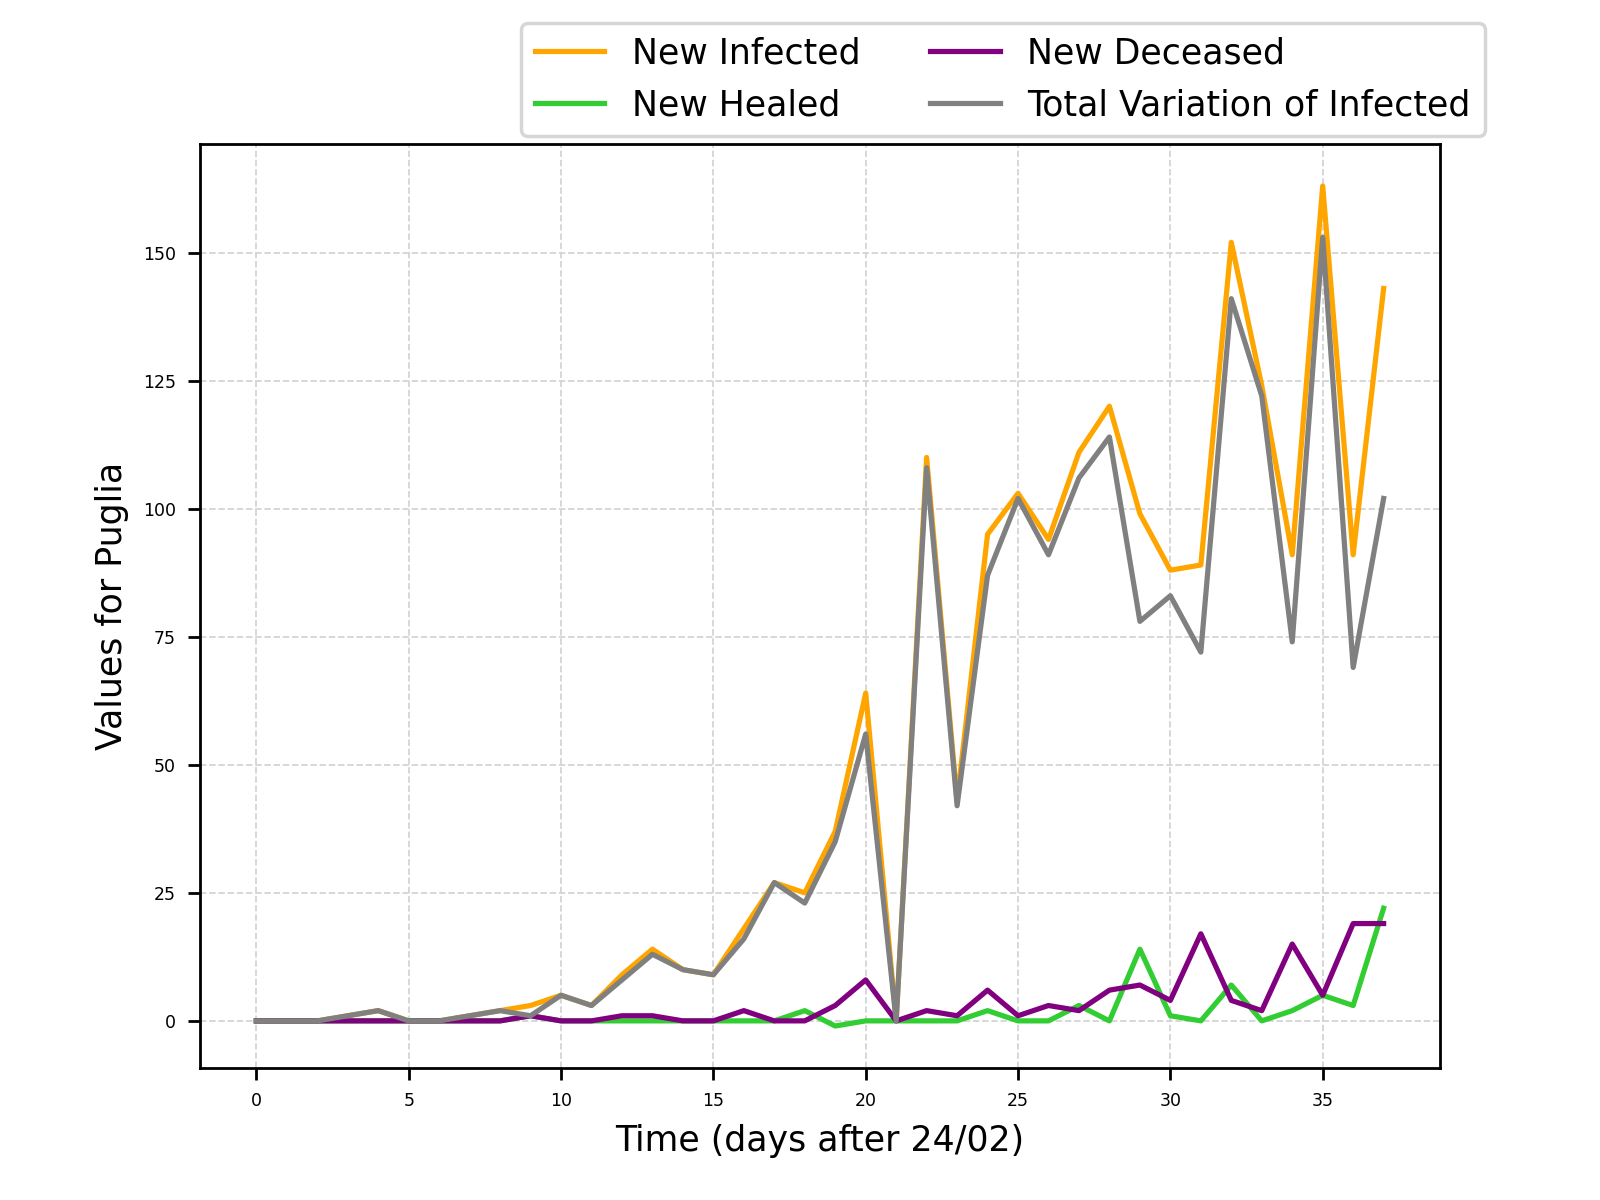 New Infected
New Healed
New Deceased
Total Variation of Infected
150
125
100
75
50
25
0
Values for Puglia
0 5 10 15 20 25 30 35
Time (days after 24/02)